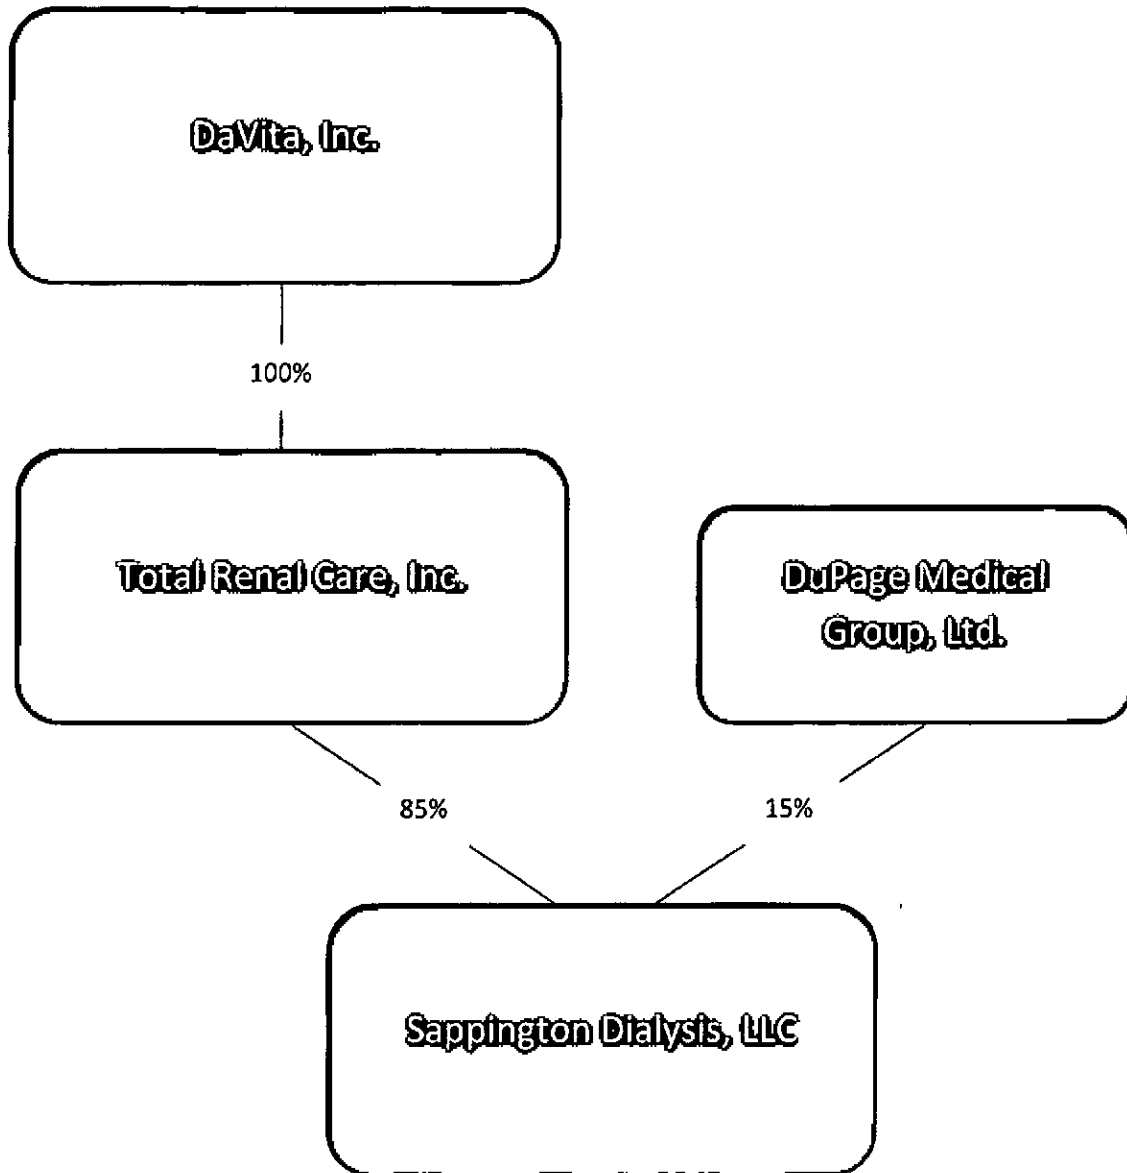 DaVita, Inc.
100%
Total Renal Care, Inc.
DuPage Medical
Group, Ltd.
85%
15%
Sappington Dialysis, LLC